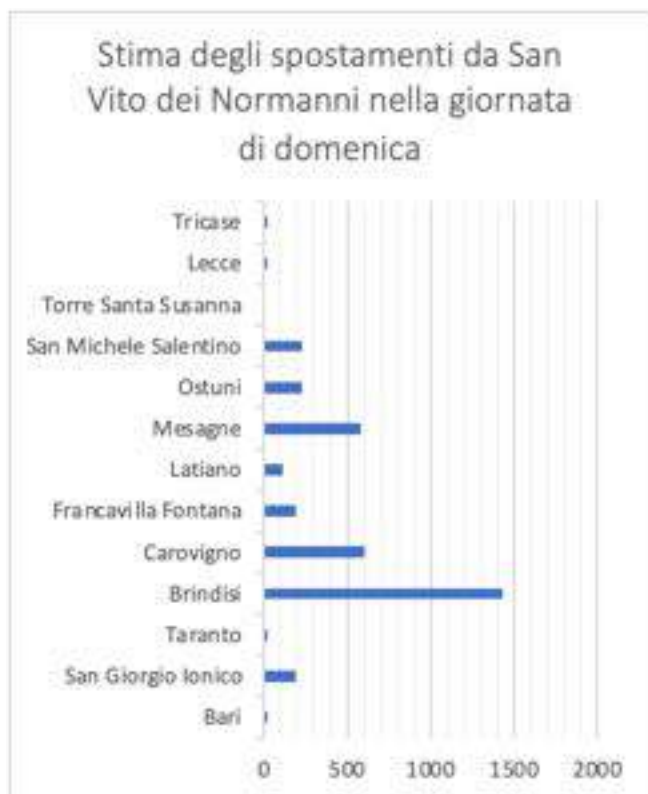 Stima degli spostamenti da San
Vito dei Normanni nella giornata
di domenica
Tricase
Lecce
Torre Santa Susanna
San Michele Salentino
Ostuni
Mesagne
Latiano
Francavilla Fontana
Carovigno
Brindisi
Taranto
San Giorgio Ionico
Bari
0 500 1000 1500 2000